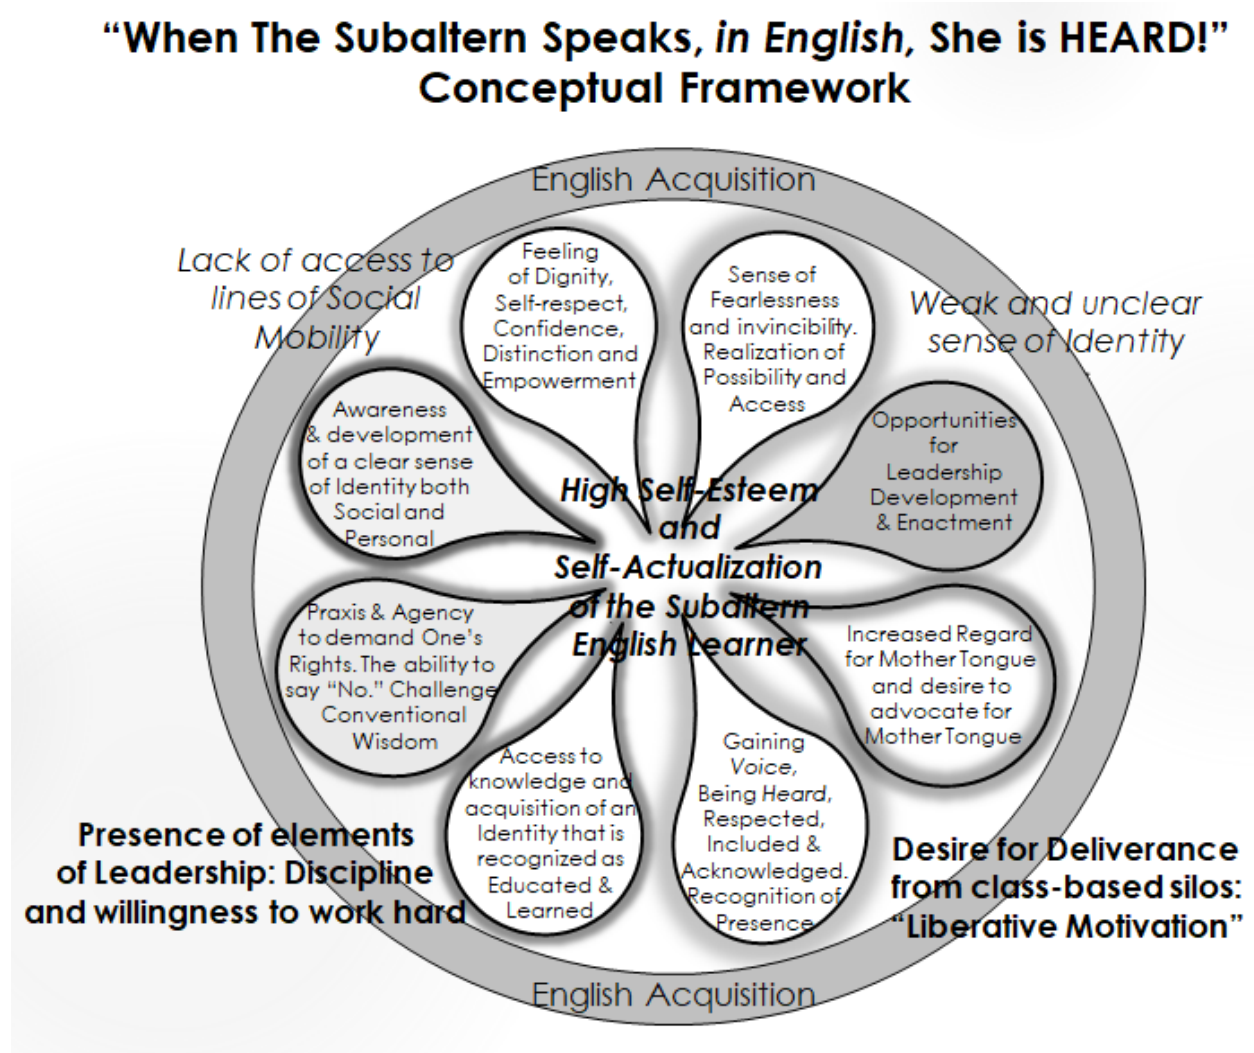 “When The Subaltern Speaks, in English, She is HEARD!”
Conceptual Framework
English Acquisition
Lack of access to
lines of Social
Mobility
Feeling
of Dignity,
Self-respect,
Confidence,
Distinction and
Empowerment
Sense of
Fearlessness
and invincibility.
Realization of
Possibility and
Access
Weak and unclear
sense of Identity
Awareness
& development
of a clear sense
of Identity both
Social and
Personal
Opportunities
for
Leadership
Development
& Enactment
High Self-Esteem
and
Self-Actualization
of the Subaltern
English Learner
Praxis & Agency
to demand One’s
Rights. The ability to
say “No.” Challenge
Conventional
Wisdom
Increased Regard
for Mother Tongue
and desire to
advocate for
Mother Tongue
Access to
knowledge and
acquisition of an
Identity that is
recognized as
Educated &
Learned
Gaining
Voice,
Being Heard,
Respected,
Included &
Acknowledged.
Recognition of
Presence
Presence of elements
of Leadership: Discipline
and willingness to work hard
Desire for Deliverance
from class-based silos:
“Liberative Motivation”
English Acquisition